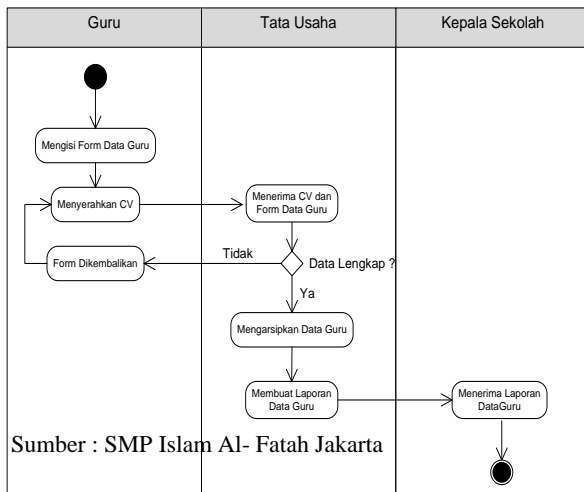 Guru
Tata Usaha
Kepala Sekolah
Mengisi Form Data Guru
Menyerahkan CV
Menerima CV dan
Form Data Guru
Form Dikembalikan
Tidak
Data Lengkap ?
Ya
Mengarsipkan Data Guru
Membuat Laporan
Data Guru
Menerima Laporan
DataGuru
Sumber : SMP Islam Al- Fatah Jakarta